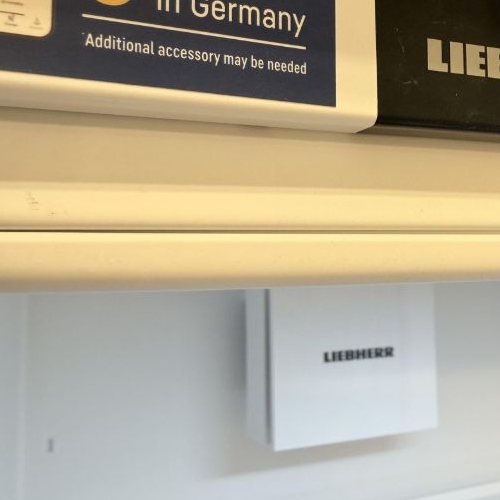 in Germany
Additional accessory may be needed
LIEB
LIEBHERR